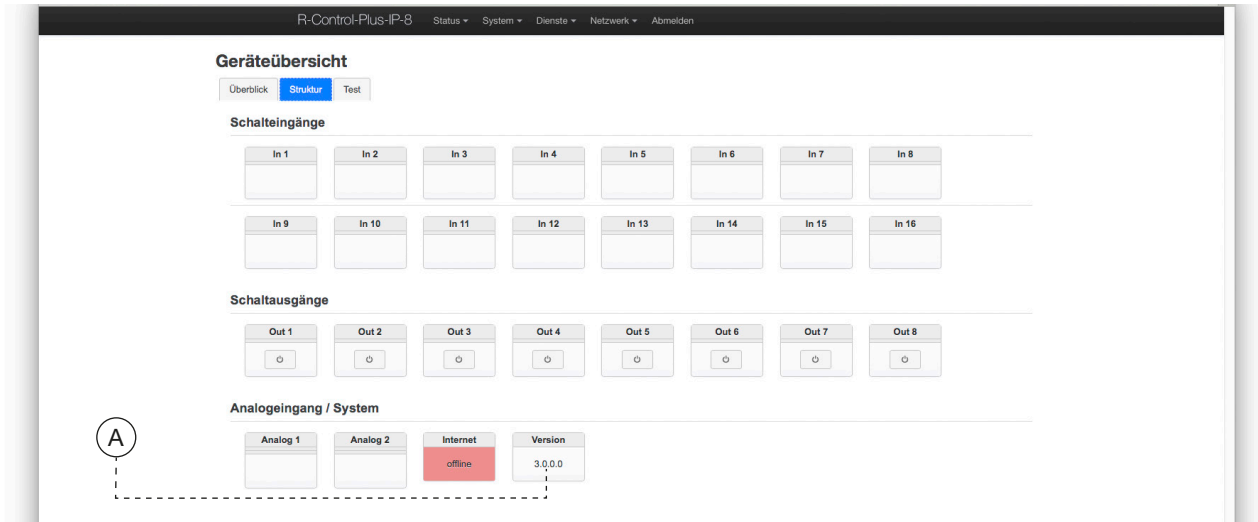 R-Control-Plus-IP-8 Status System Dienste Netzwerk Abmelden
Geräteübersicht
Überblick Struktur Test
Schalteingänge
In 1 In 2 In 3 In 4 In 5 In 6 In 7 In 8
In 9 In 10 In 11 In 12 In 13 In 14 In 15 In 16
Schaltausgänge
Out 1 Out 2 Out 3 Out 4 Out 5 Out 6 Out 7 Out 8
Analogeingang / System
A
Analog 1 Analog 2 Internet Version
offline 3.0.0.0